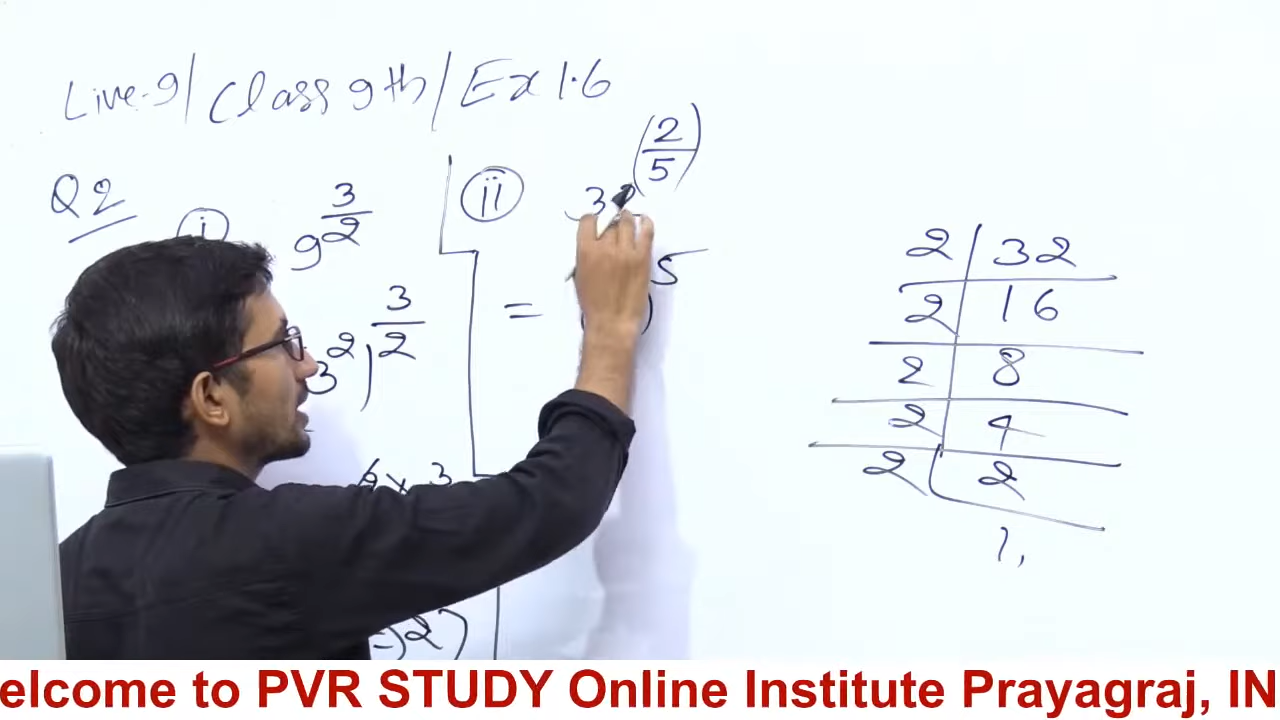 Live-9/ Class 9th/ Ex 1.6
Q2
(i) 9^(3/2)
3^2)^(3/2)
(ii) 3 (2/5)
= )5
2 | 32
2 | 16
2 | 8
2 | 4
2 | 2
1,
elcome to PVR STUDY Online Institute Prayagraj, IN